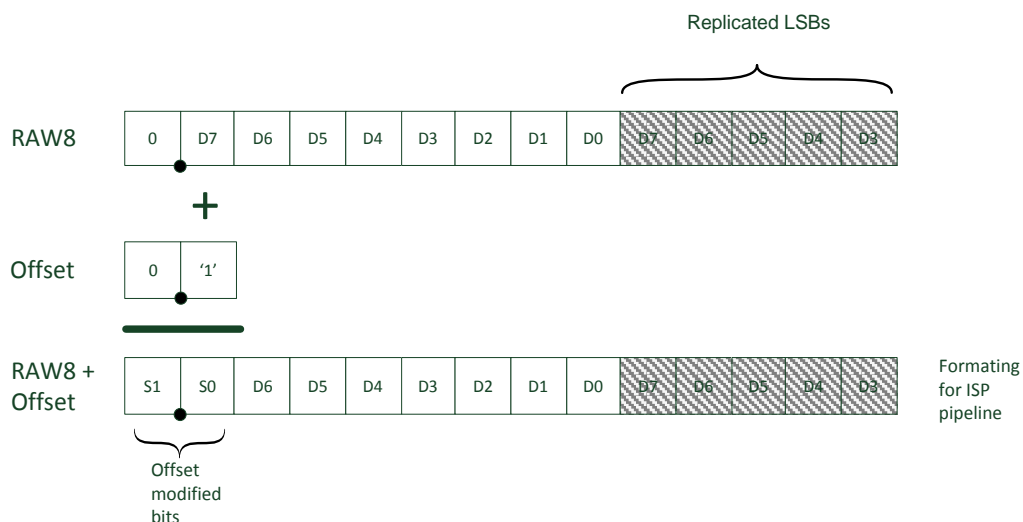 Replicated LSBs
RAW8 0 D7 D6 D5 D4 D3 D2 D1 D0 D7 D6 D5 D4 D3
+
Offset 0 ‘1’
RAW8 +
Offset
S1 S0 D6 D5 D4 D3 D2 D1 D0 D7 D6 D5 D4 D3
Formating
for ISP
pipeline
Offset
modified
bits